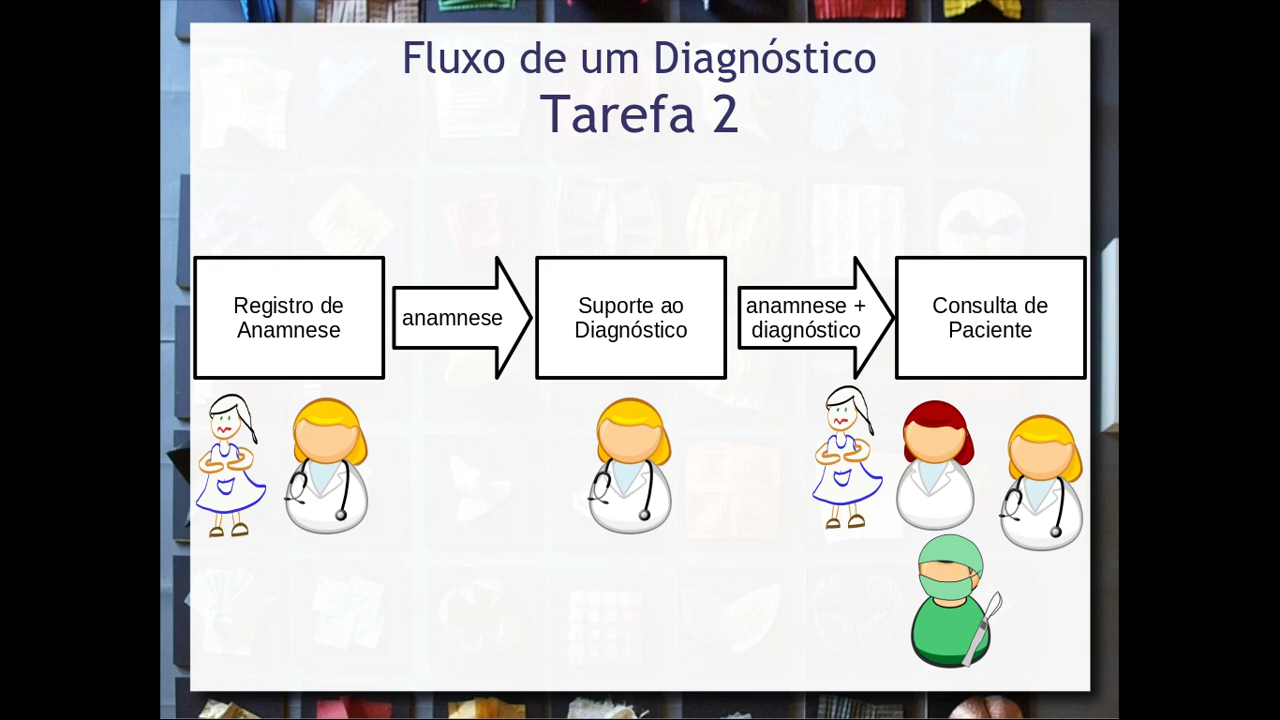 Fluxo de um Diagnóstico
Tarefa 2
Registro de
Anamnese
anamnese
Suporte ao
Diagnóstico
anamnese +
diagnóstico
Consulta de
Paciente